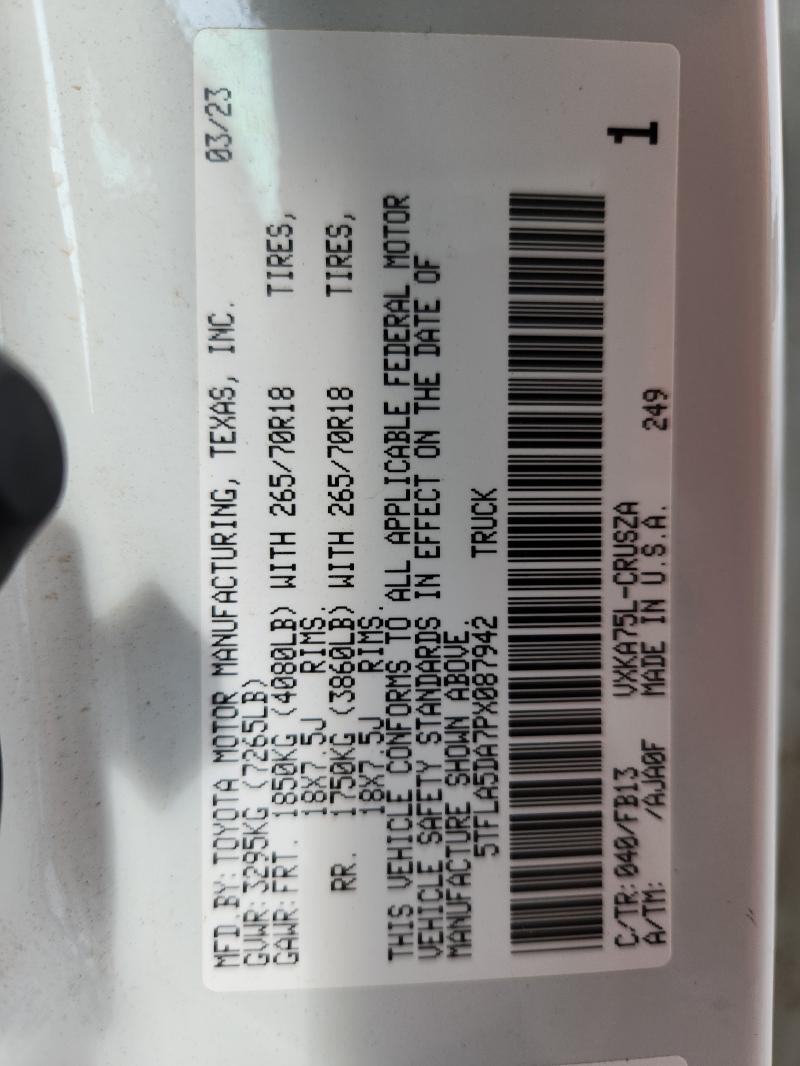 MFD.BY: TOYOTA MOTOR MANUFACTURING, TEXAS, INC. 03/23
GVWR: 3295KG (7265LB)
GAWR: FRT. 1850KG (4080LB) WITH 265/70R18 TIRES,
18X7.5J RIMS
RR. 1750KG (3860LB) WITH 265/70R18 TIRES,
18X7.5J RIMS.
THIS VEHICLE CONFORMS TO ALL APPLICABLE FEDERAL MOTOR
VEHICLE SAFETY STANDARDS IN EFFECT ON THE DATE OF
MANUFACTURE SHOWN ABOVE.
5TFLA5DA7PX087942 TRUCK
C/TR: 040/FB13 VXKA75L-CRUSZA 1
A/TM: /AJA0F MADE IN U.S.A. 249